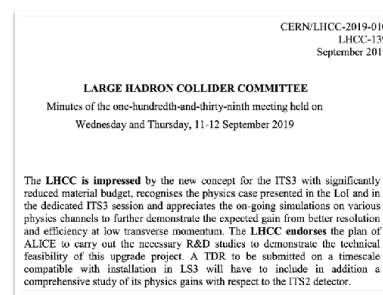 CERN/LHCC-2019-010
LHCC-139
September 2019
LARGE HADRON COLLIDER COMMITTEE
Minutes of the one-hundredth-and-thirty-ninth meeting held on
Wednesday and Thursday, 11-12 September 2019
The LHCC is impressed by the new concept for the ITS3 with significantly
reduced material budget, recognises the physics case presented in the LoI and in
the dedicated ITS3 session and appreciates the on-going simulations on various
physics channels to further demonstrate the expected gain from better resolution
and efficiency at low transverse momentum. The LHCC endorses the plan of
ALICE to carry out the necessary R&D studies to demonstrate the technical
feasibility of this upgrade project. A TDR to be submitted on a timescale
compatible with installation in LS3 will have to include in addition a
comprehensive study of its physics gains with respect to the ITS2 detector.